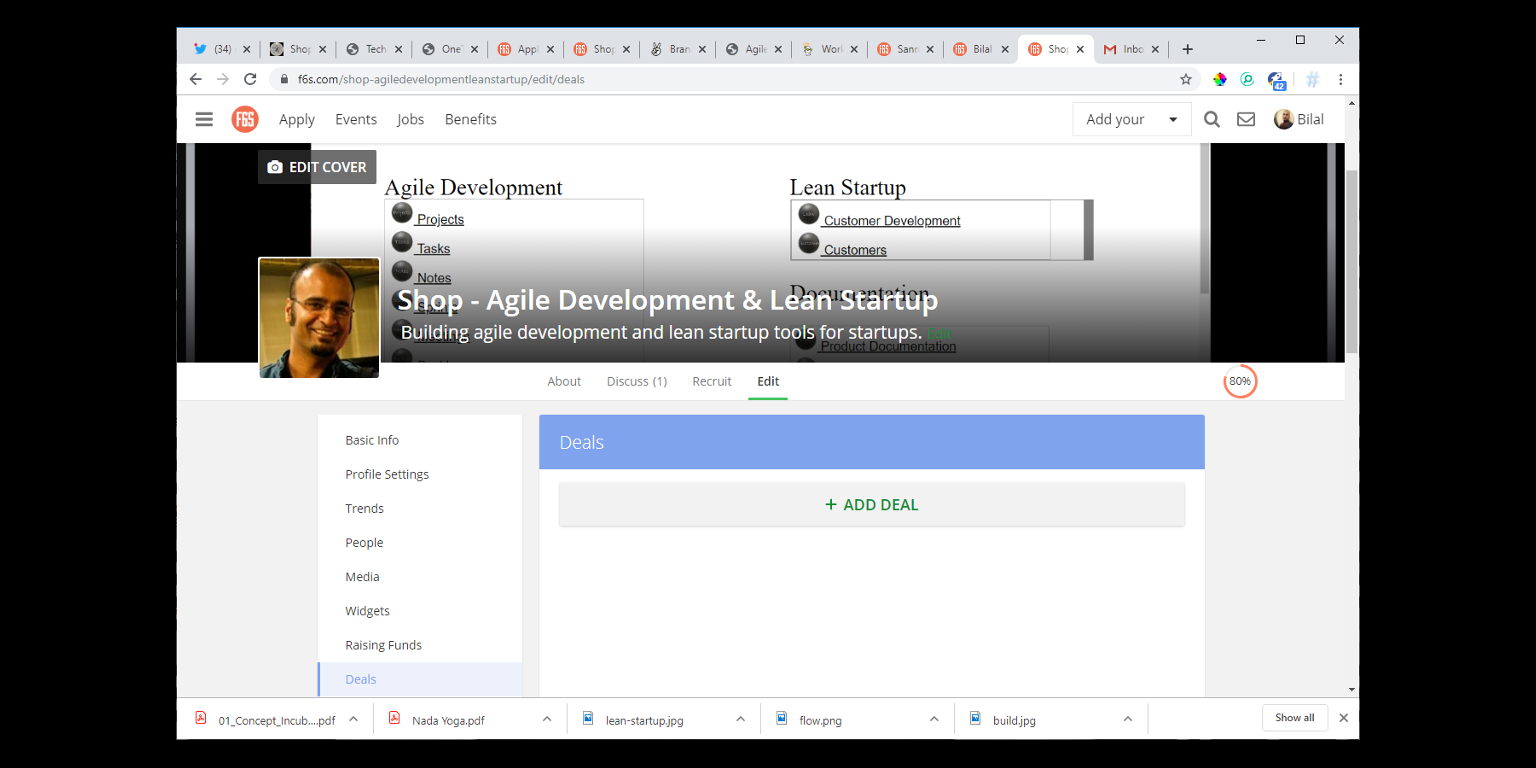 (34) Shop Tech One Appl Shop Bran Agile Worl Sann Bilal Shop Inbo
f6s.com/shop-agiledevelopmentleanstartup/edit/deals
42
F6S Apply Events Jobs Benefits Add your Bilal
EDIT COVER
Agile Development Lean Startup
Projects Customer Development
Tasks Customers
Notes
Documentation
Shop - Agile Development & Lean Startup
Building agile development and lean startup tools for startups. Edit
Product Documentation
About Discuss (1) Recruit Edit 80%
Basic Info
Profile Settings
Trends
People
Media
Widgets
Raising Funds
Deals
Deals
+ ADD DEAL
01_Concept_Incub....pdf Nada Yoga.pdf lean-startup.jpg flow.png build.jpg Show all